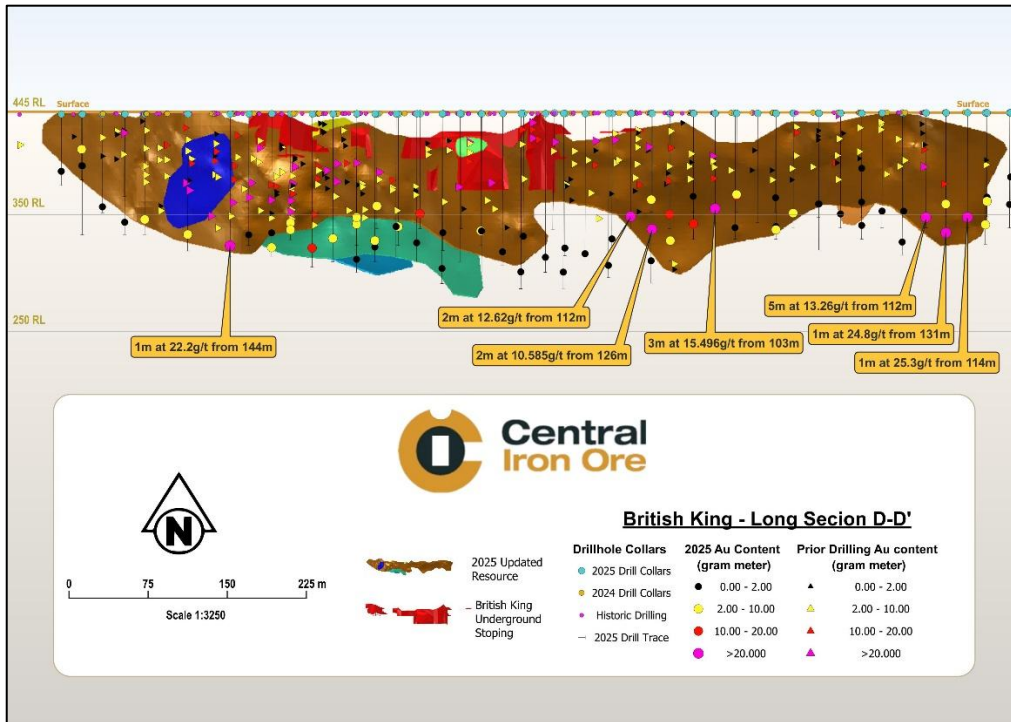 445 RL
Surface
Surface
350 RL
250 RL
1m at 22.2g/t from 144m
2m at 12.62g/t from 112m
2m at 10.585g/t from 126m
3m at 15.496g/t from 103m
5m at 13.26g/t from 112m
1m at 24.8g/t from 131m
1m at 25.3g/t from 114m
Central
Iron Ore
N
0 75 150 225 m
Scale 1:3250
2025 Updated
Resource
British King
Underground
Stoping
British King - Long Secion D-D'
Drillhole Collars
2025 Drill Collars
2024 Drill Collars
Historic Drilling
2025 Drill Trace
2025 Au Content
(gram meter)
0.00 - 2.00
2.00 - 10.00
10.00 - 20.00
>20.000
Prior Drilling Au content
(gram meter)
0.00 - 2.00
2.00 - 10.00
10.00 - 20.00
>20.000